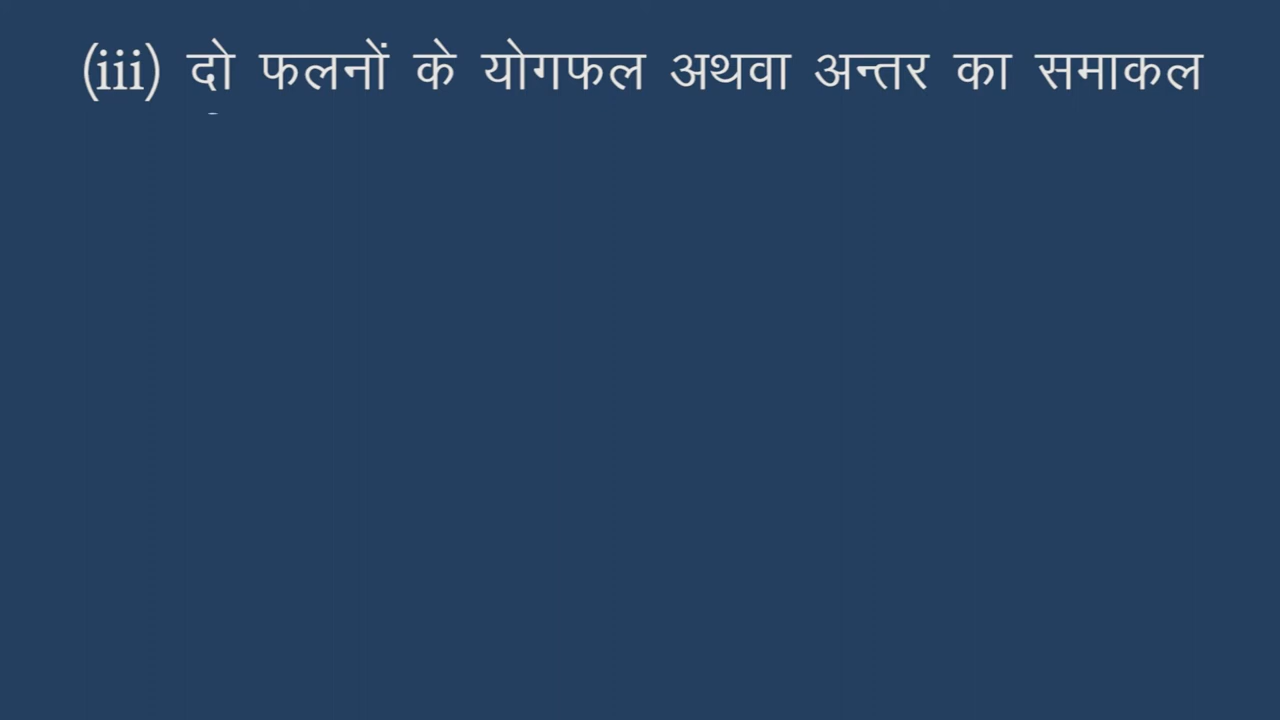 (iii) दो फलनों के योगफल अथवा अन्तर का समाकल